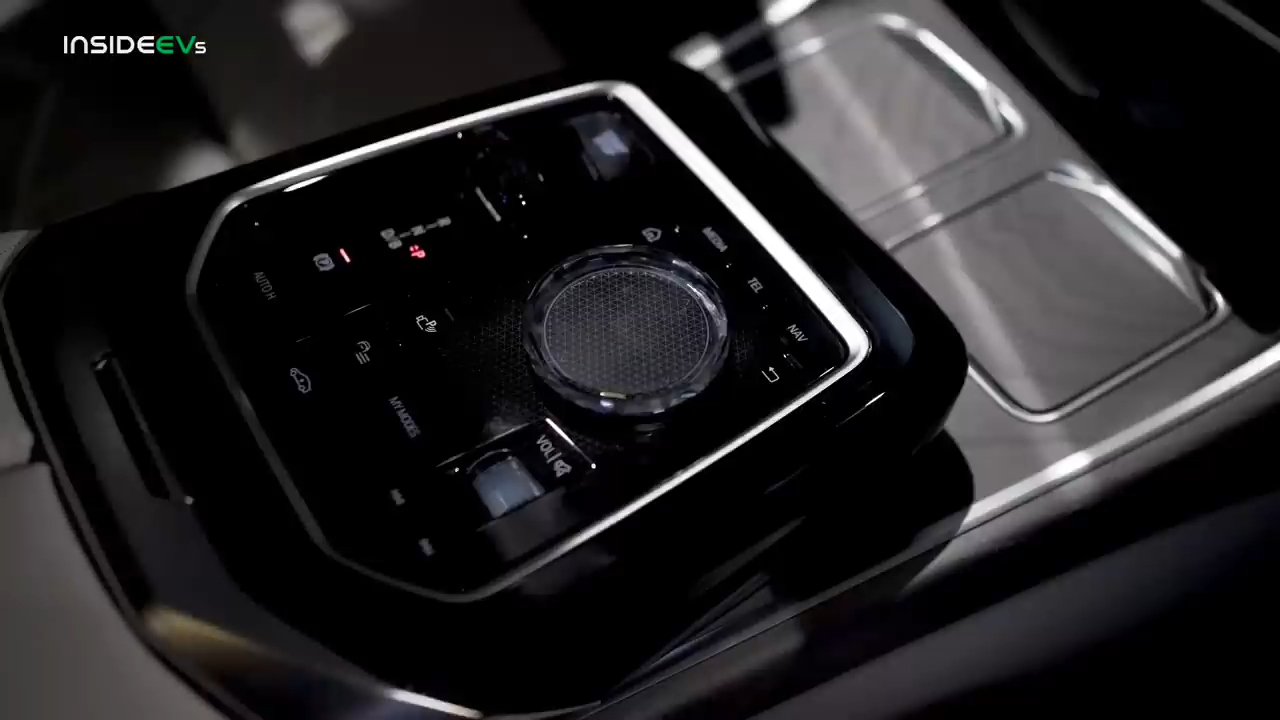 INSIDEEVs
P
AUTO H
MEDIA
TEL
NAV
P
MY MODES
VOL